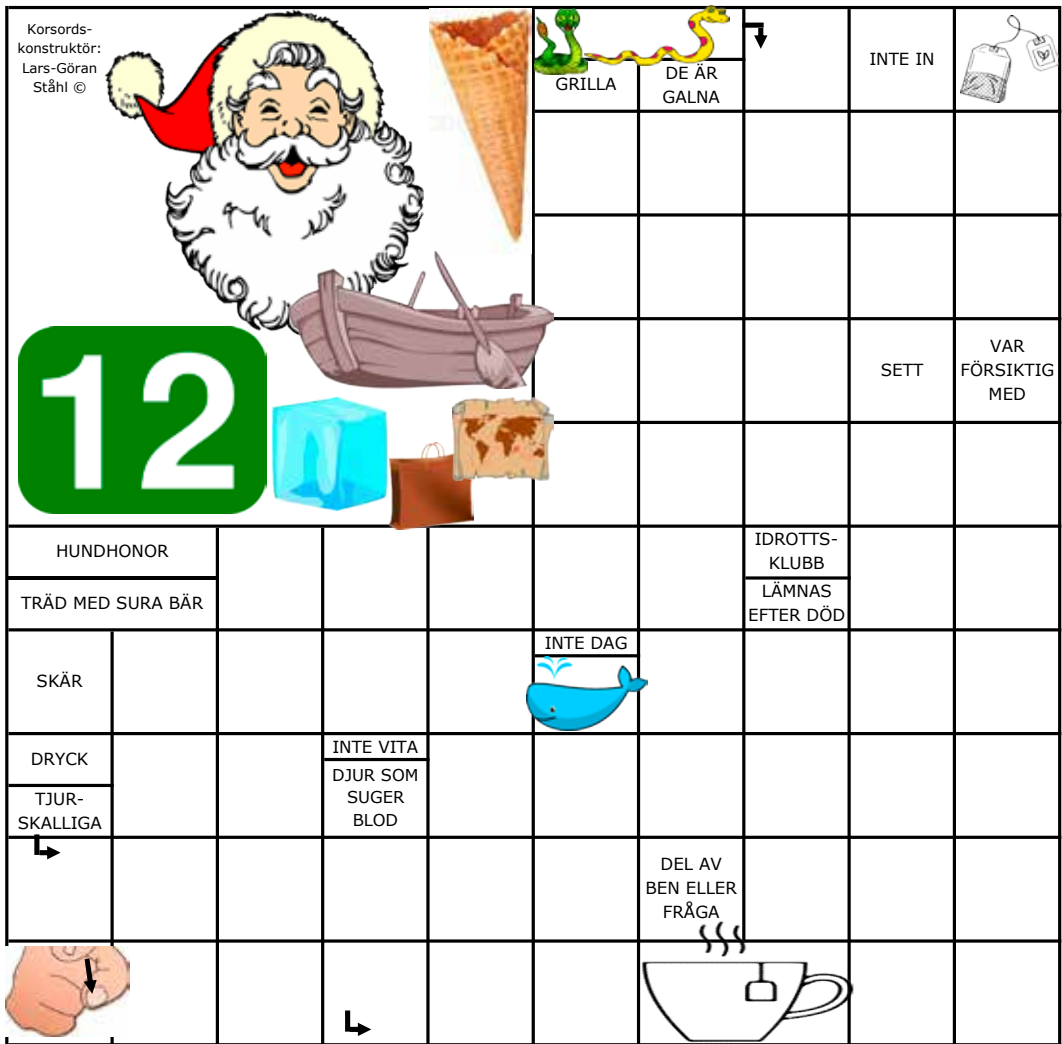 Korsords-
konstruktör:
Lars-Göran
Ståhl ©
GRILLA
DE ÄR
GALNA
INTE IN
12
SETT
VAR
FÖRSIKTIG
MED
HUNDHONOR
TRÄD MED SURA BÄR
IDROTTS-
KLUBB
LÄMNAS
EFTER DÖD
SKÄR
INTE DAG
DRYCK
TJUR-
SKALLIGA
INTE VITA
DJUR SOM
SUGER
BLOD
DEL AV
BEN ELLER
FRÅGA